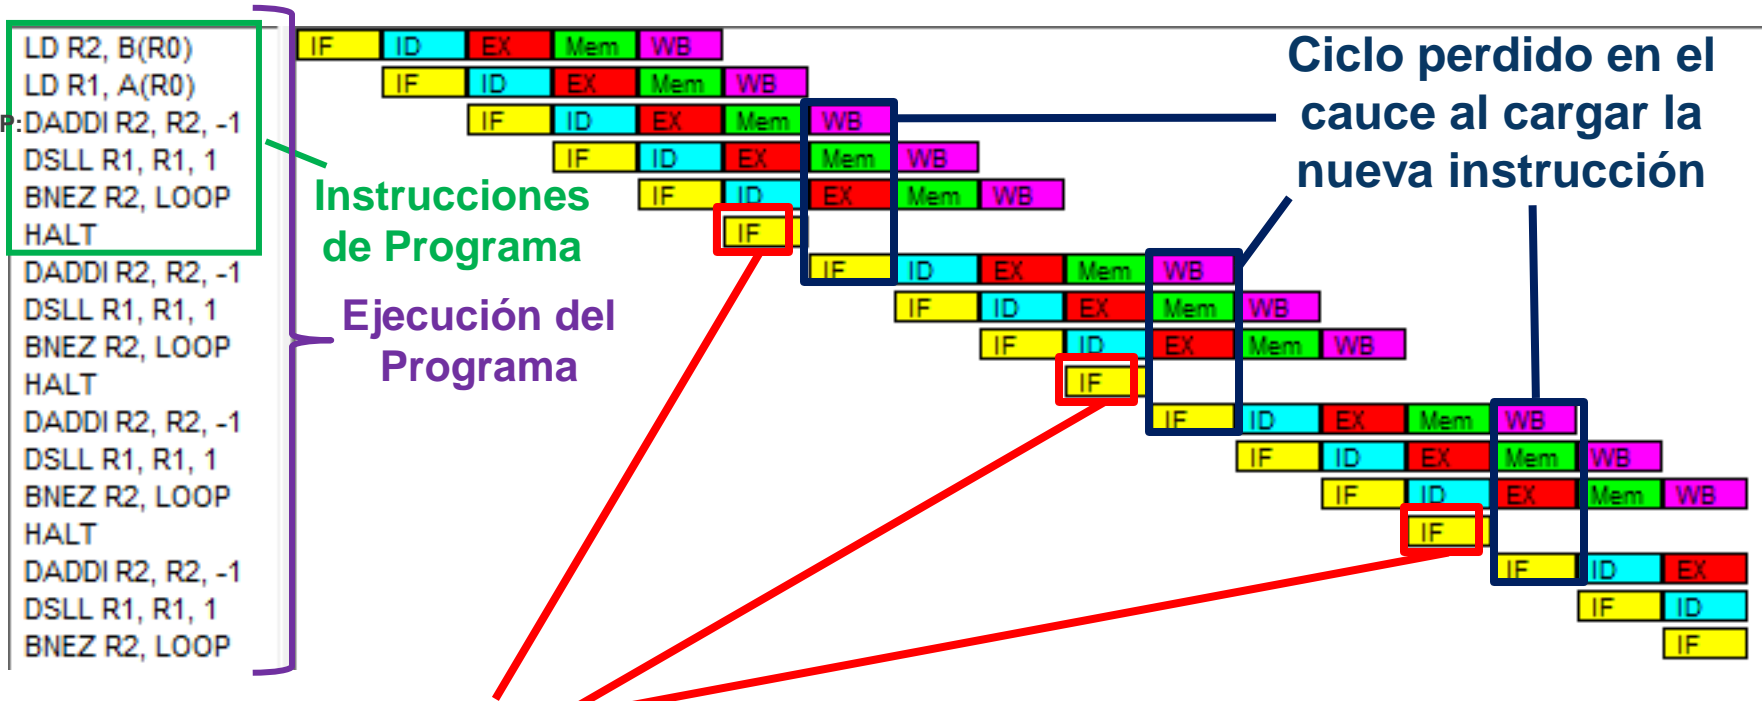 LD R2, B(R0) IF ID EX Mem WB
LD R1, A(R0) IF ID EX Mem WB
P: DADDI R2, R2, -1 IF ID EX Mem WB
DSLL R1, R1, 1 IF ID EX Mem WB
BNEZ R2, LOOP IF ID EX Mem WB
HALT IF
DADDI R2, R2, -1 IF ID EX Mem WB
DSLL R1, R1, 1 IF ID EX Mem WB
BNEZ R2, LOOP IF ID EX Mem WB
HALT IF
DADDI R2, R2, -1 IF ID EX Mem WB
DSLL R1, R1, 1 IF ID EX Mem WB
BNEZ R2, LOOP IF ID EX Mem WB
HALT IF
DADDI R2, R2, -1 IF ID EX
DSLL R1, R1, 1 IF ID
BNEZ R2, LOOP IF
Instrucciones
de Programa
Ejecución del
Programa
Ciclo perdido en el
cauce al cargar la
nueva instrucción